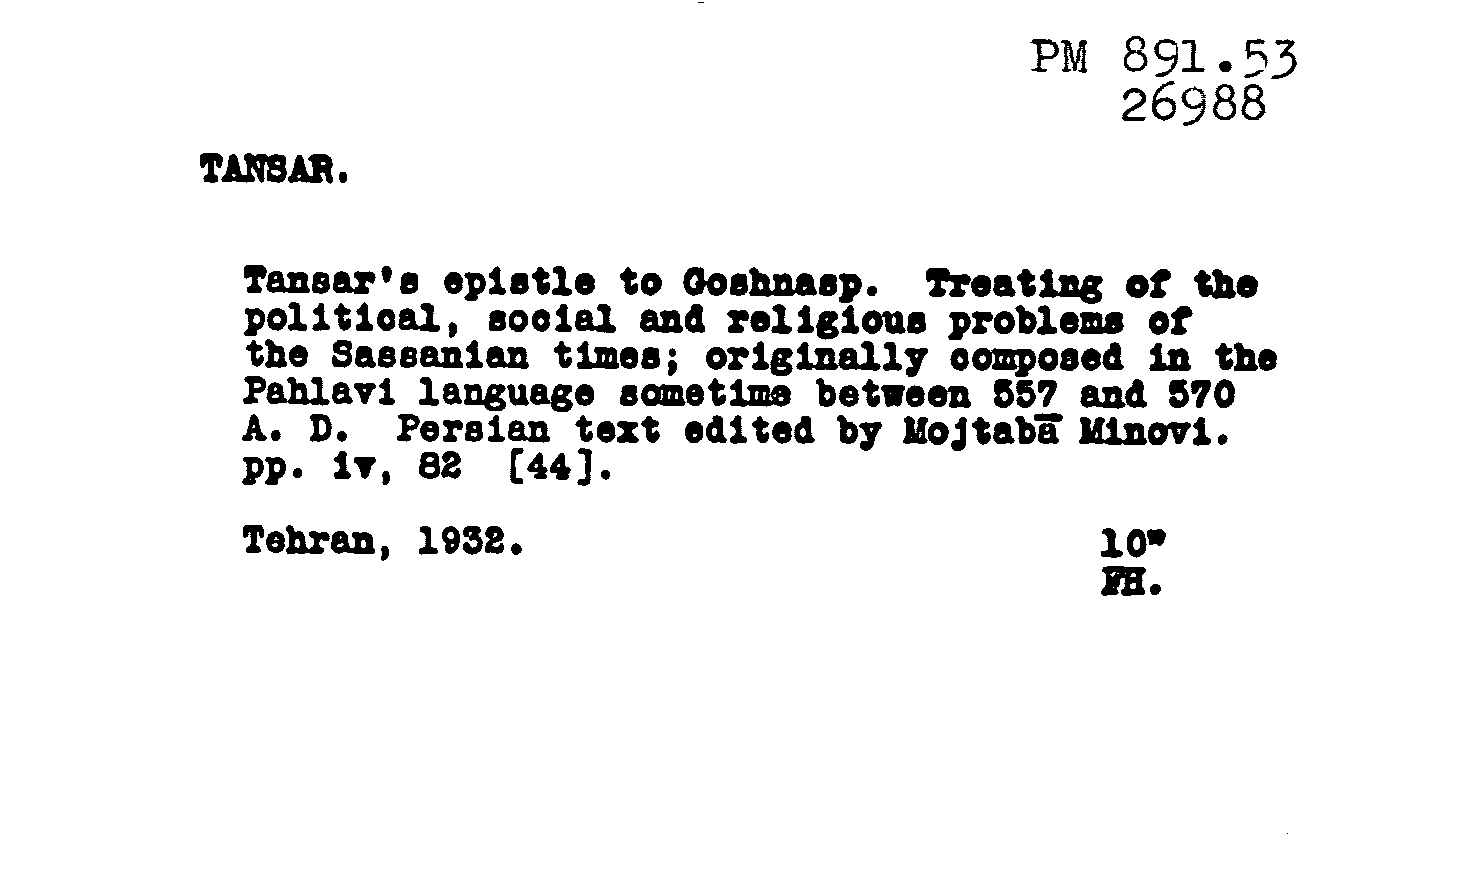 PM 891.53
26988
TANSAR.
Tansar's epistle to Goshnasp. Treating of the
political, social and religious problems of
the Sassanian times; originally composed in the
Pahlavi language sometime between 557 and 570
A. D. Persian text edited by Mojtabā Minovi.
pp. iv, 82 [44].
Tehran, 1932. 10"
FH.